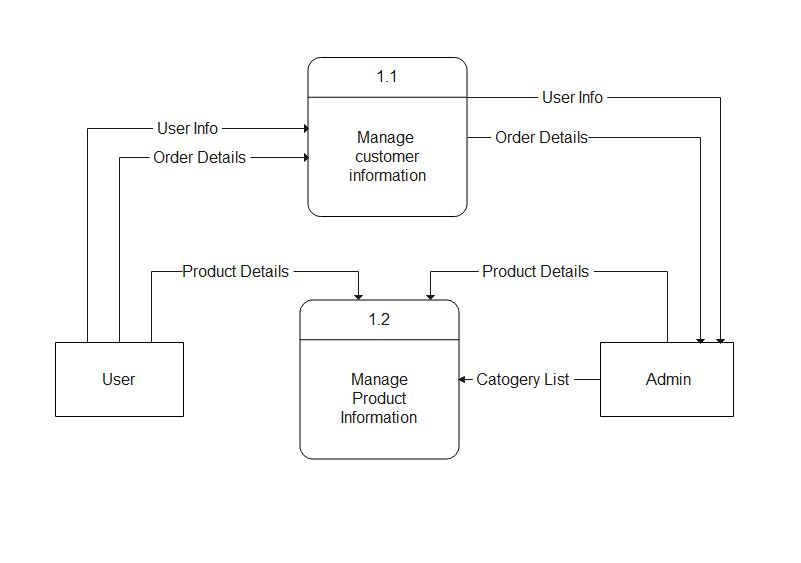 1.1
User Info
User Info
Order Details
Order Details
Manage
customer
information
Product Details
Product Details
1.2
User
Manage
Product
Information
Catogery List
Admin